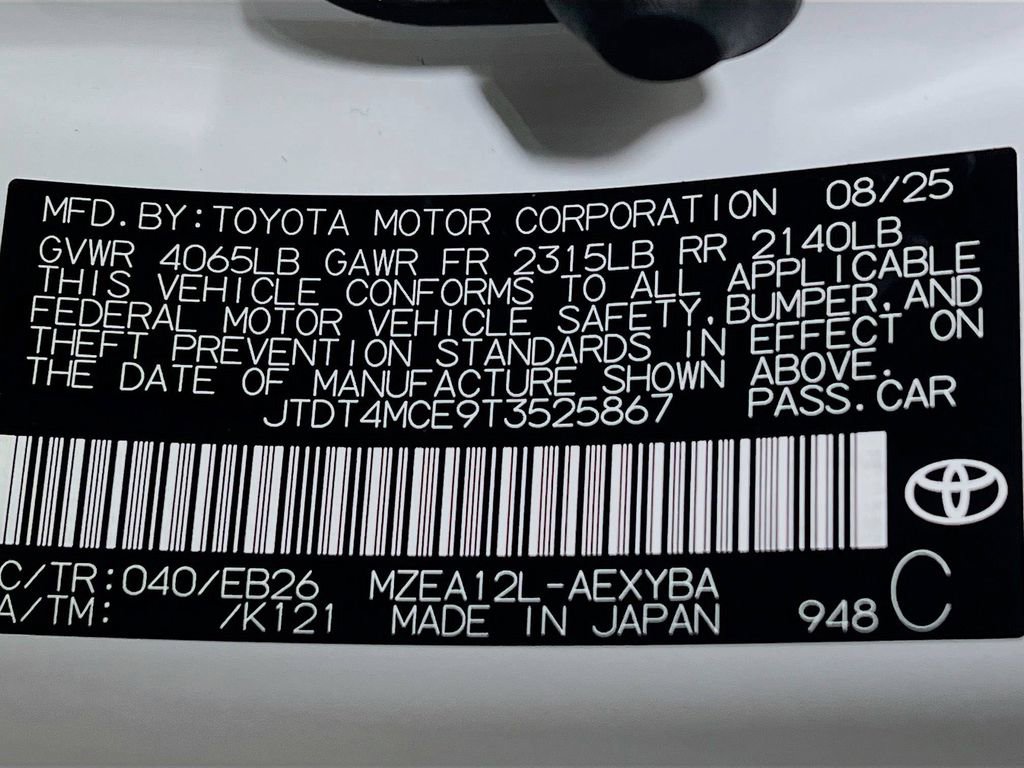 MFD.BY:TOYOTA MOTOR CORPORATION 08/25
GVWR 4065LB GAWR FR 2315LB RR 2140LB
THIS VEHICLE CONFORMS TO ALL APPLICABLE
FEDERAL MOTOR VEHICLE SAFETY,BUMPER,AND
THEFT PREVENTION STANDARDS IN EFFECT ON
THE DATE OF MANUFACTURE SHOWN ABOVE.
JTDT4MCE9T3525867 PASS.CAR
C/TR:040/EB26 MZEA12L-AEXYBA C
A/TM: /K121 MADE IN JAPAN 948